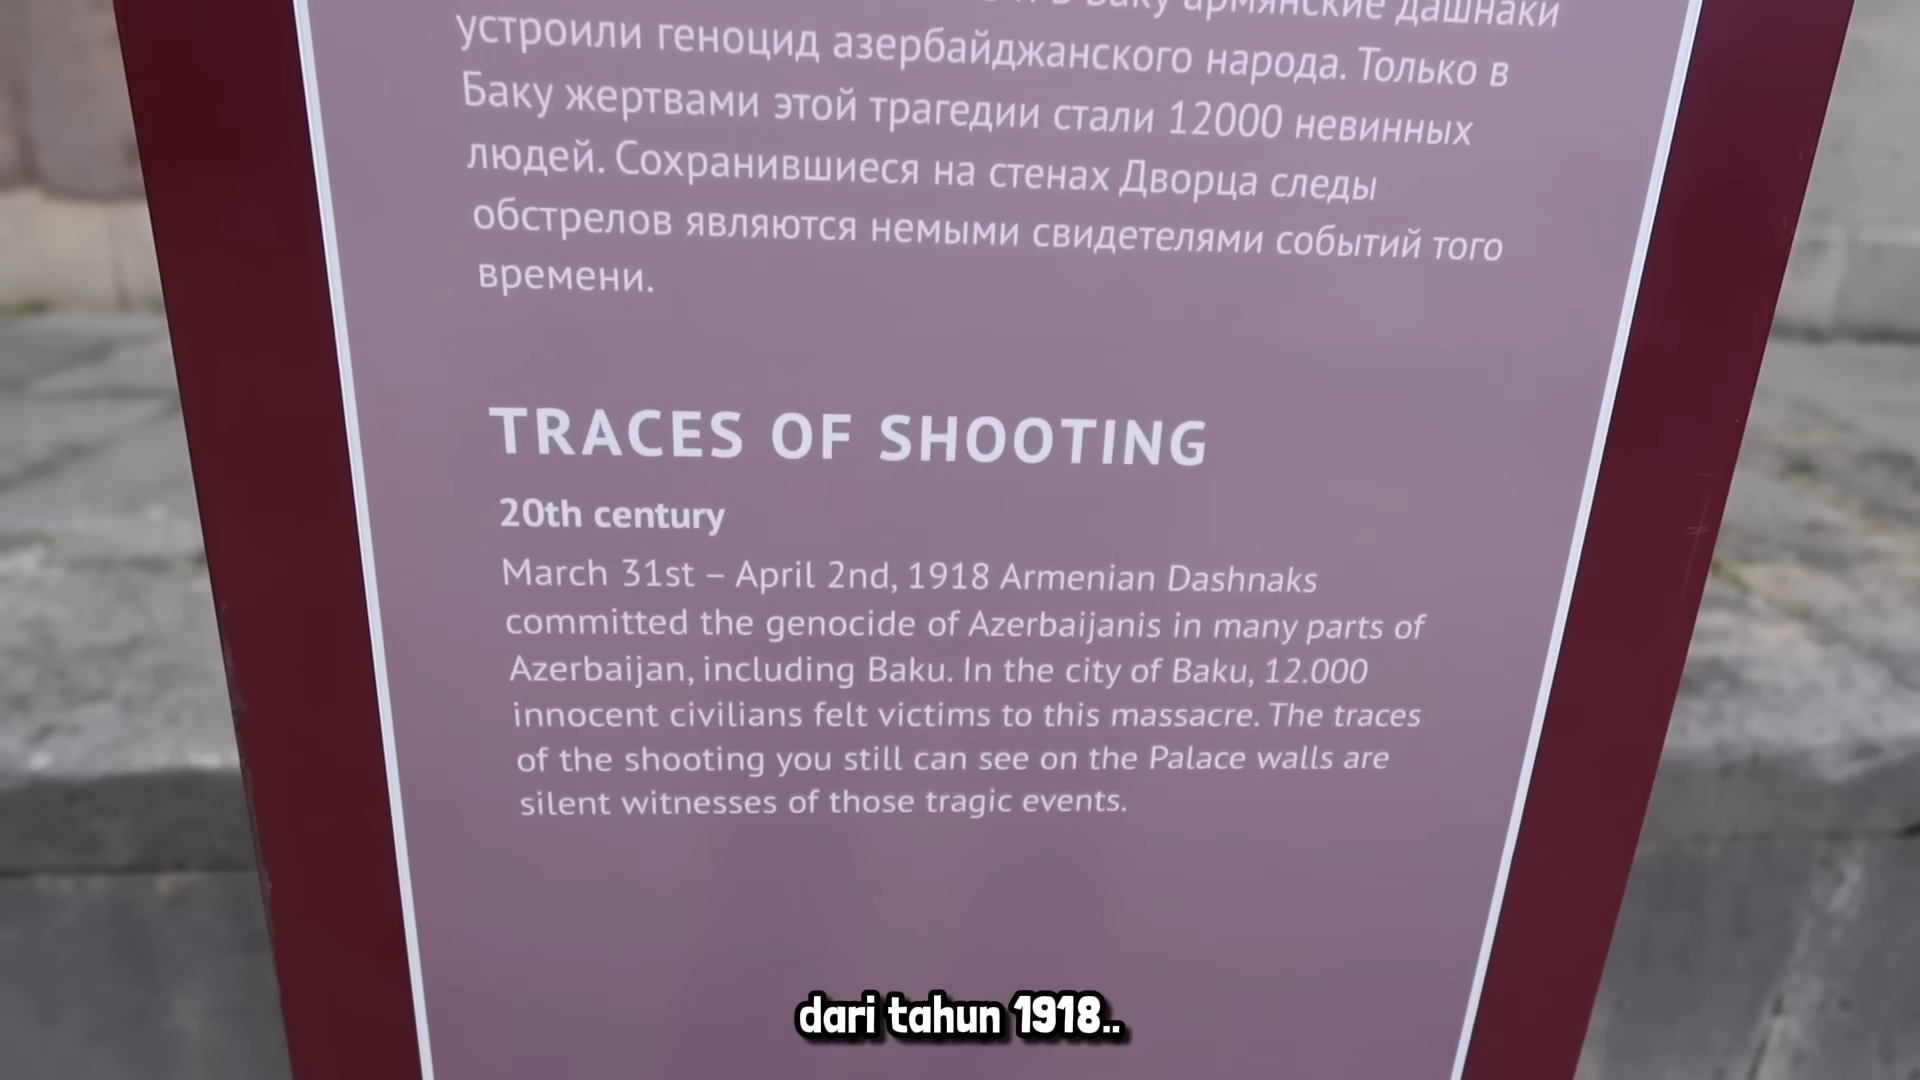 в Баку армянские дашнаки
устроили геноцид азербайджанского народа. Только в
Баку жертвами этой трагедии стали 12000 невинных
людей. Сохранившиеся на стенах Дворца следы
обстрелов являются немыми свидетелями событий того
времени.
TRACES OF SHOOTING
20th century
March 31st – April 2nd, 1918 Armenian Dashnaks
committed the genocide of Azerbaijanis in many parts of
Azerbaijan, including Baku. In the city of Baku, 12.000
innocent civilians felt victims to this massacre. The traces
of the shooting you still can see on the Palace walls are
silent witnesses of those tragic events.
dari tahun 1918..